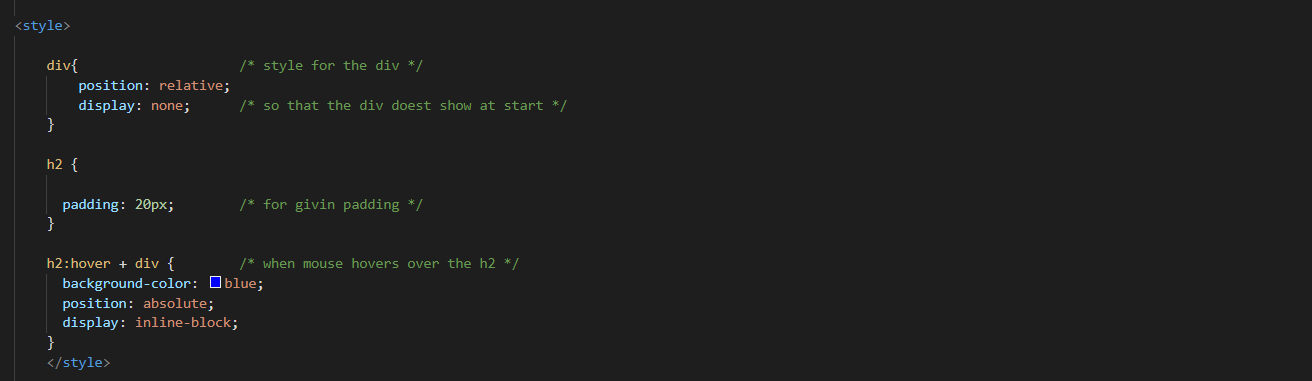 <style>
div{ /* style for the div */
position: relative;
display: none; /* so that the div doest show at start */
}
h2 {
padding: 20px; /* for givin padding */
}
h2:hover + div { /* when mouse hovers over the h2 */
background-color: blue;
position: absolute;
display: inline-block;
}
</style>